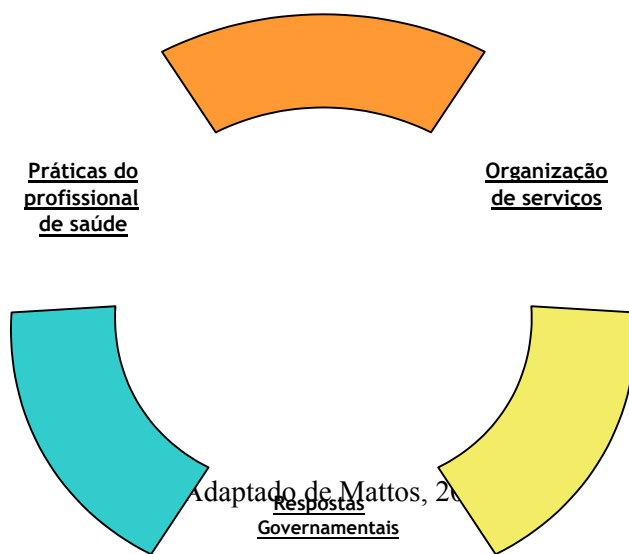 Práticas do
profissional
de saúde
Organização
de serviços
Adaptado de Mattos,
Respostas
Governamentais